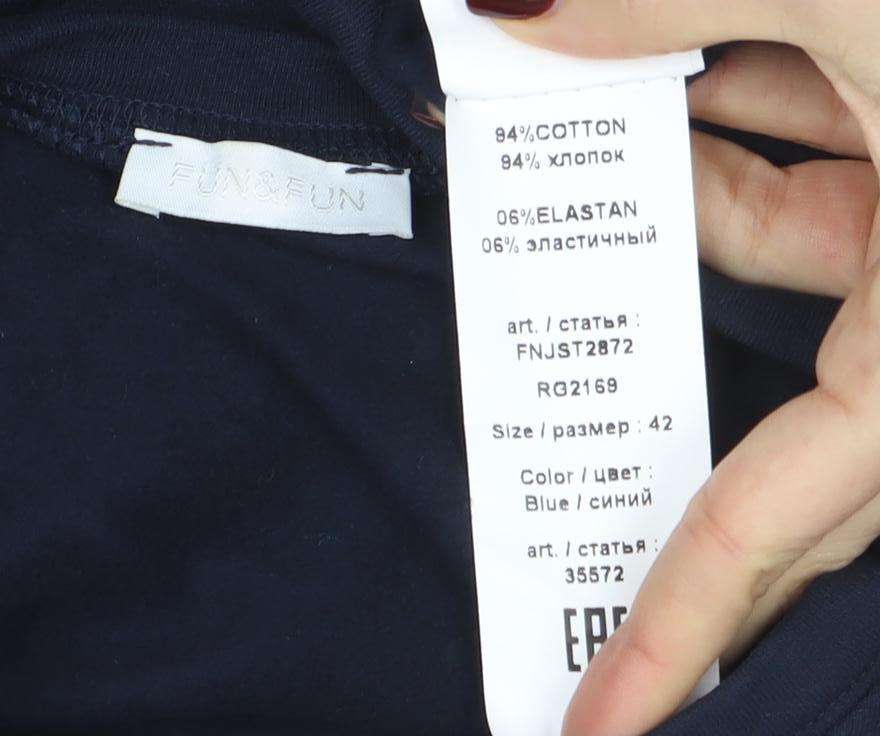 FUN&FUN
94%COTTON
94% хлопок
06%ELASTAN
06% эластичный
art. / статья :
FNJST2872
RG2169
Size / размер : 42
Color / цвет :
Blue / синий
art. / статья :
35572
EAC